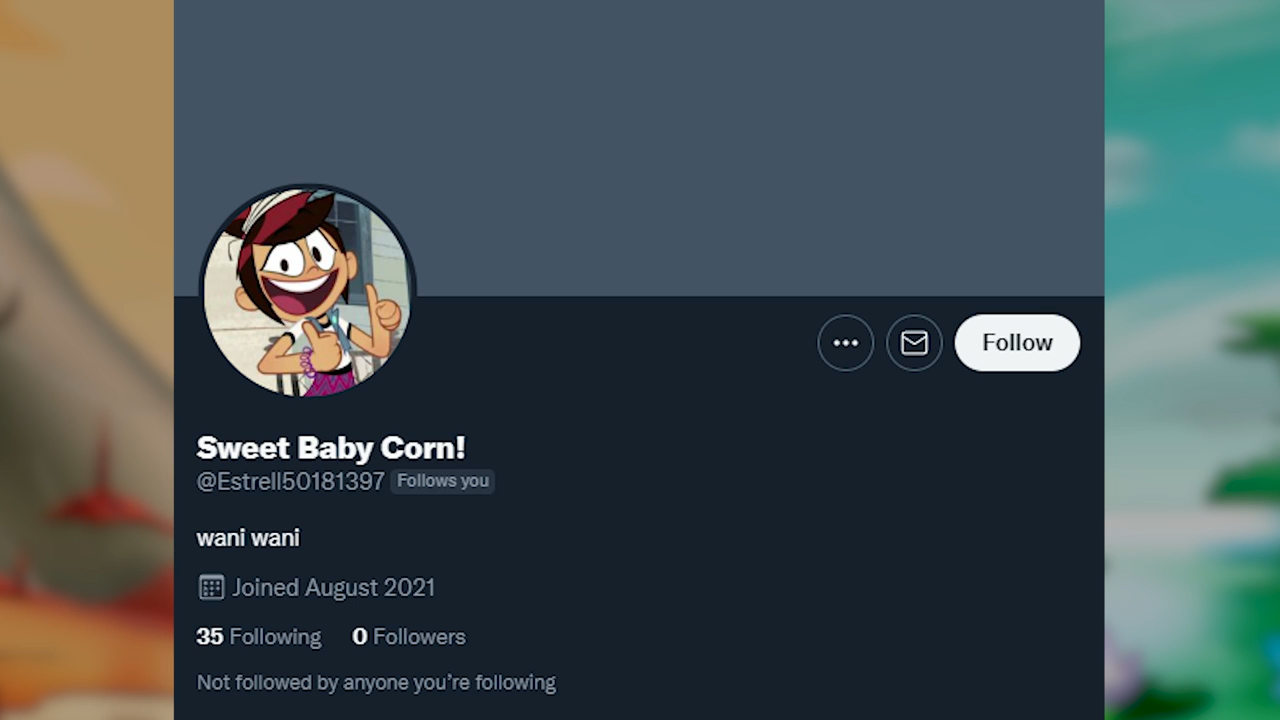 Follow
Sweet Baby Corn!
@Estrell50181397 Follows you
wani wani
Joined August 2021
35 Following 0 Followers
Not followed by anyone you’re following